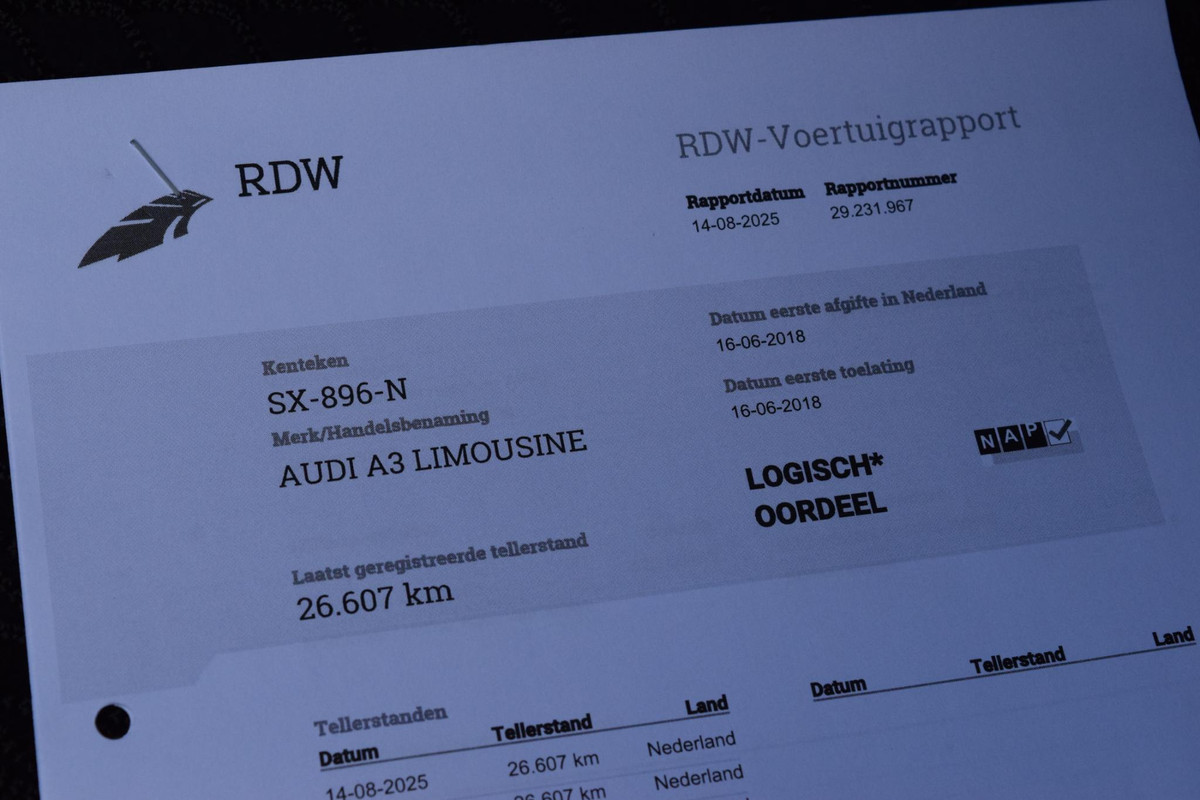 RDW
RDW-Voertuigrapport
Rapportdatum Rapportnummer
14-08-2025 29.231.967
Kenteken
SX-896-N
Merk/Handelsbenaming
AUDI A3 LIMOUSINE
Laatst geregistreerde tellerstand
26.607 km
Datum eerste afgifte in Nederland
16-06-2018
Datum eerste toelating
16-06-2018
LOGISCH*
OORDEEL
NAP
Tellerstanden
Datum Tellerstand Land
14-08-2025 26.607 km Nederland
26.607 km Nederland
Datum Tellerstand Land